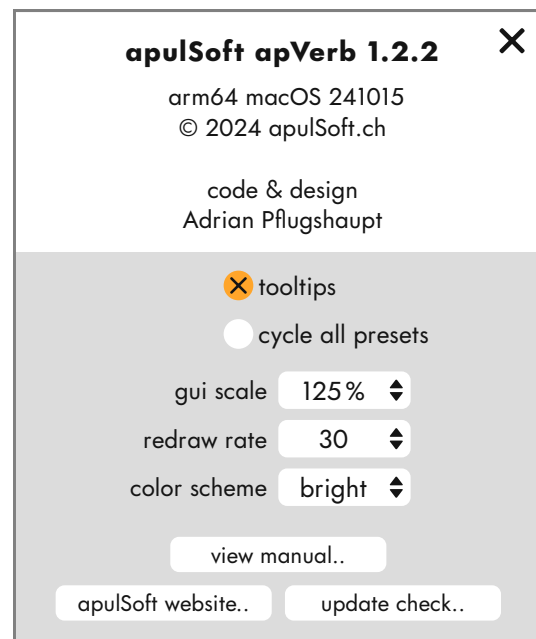 apulSoft apVerb 1.2.2
arm64 macOS 241015
© 2024 apulSoft.ch
code & design
Adrian Pflugshaupt
tooltips
cycle all presets
gui scale 125%
redraw rate 30
color scheme bright
view manual..
apulSoft website.. update check..